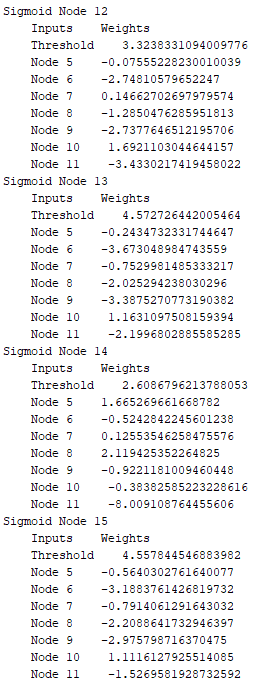 Sigmoid Node 12
Inputs Weights
Threshold 3.3238331094009776
Node 5 -0.07555228230010039
Node 6 -2.74810579652247
Node 7 0.14662702697979574
Node 8 -1.2850476285951813
Node 9 -2.7377646512195706
Node 10 1.6921103044644157
Node 11 -3.4330217419458022
Sigmoid Node 13
Inputs Weights
Threshold 4.572726442005464
Node 5 -0.2434732331744647
Node 6 -3.673048984743559
Node 7 -0.7529981485333217
Node 8 -2.025294238030296
Node 9 -3.3875270773190382
Node 10 1.1631097508159394
Node 11 -2.1996802885585285
Sigmoid Node 14
Inputs Weights
Threshold 2.6086796213788053
Node 5 1.665269661668782
Node 6 -0.5242842245601238
Node 7 0.12553546258475576
Node 8 2.119425352264825
Node 9 -0.9221181009460448
Node 10 -0.38382585223228616
Node 11 -8.009108764455606
Sigmoid Node 15
Inputs Weights
Threshold 4.557844546883982
Node 5 -0.5640302761640077
Node 6 -3.1883761426819732
Node 7 -0.7914061291643032
Node 8 -2.2088641732946397
Node 9 -2.975798716370475
Node 10 1.1116127925514085
Node 11 -1.5269581928732592